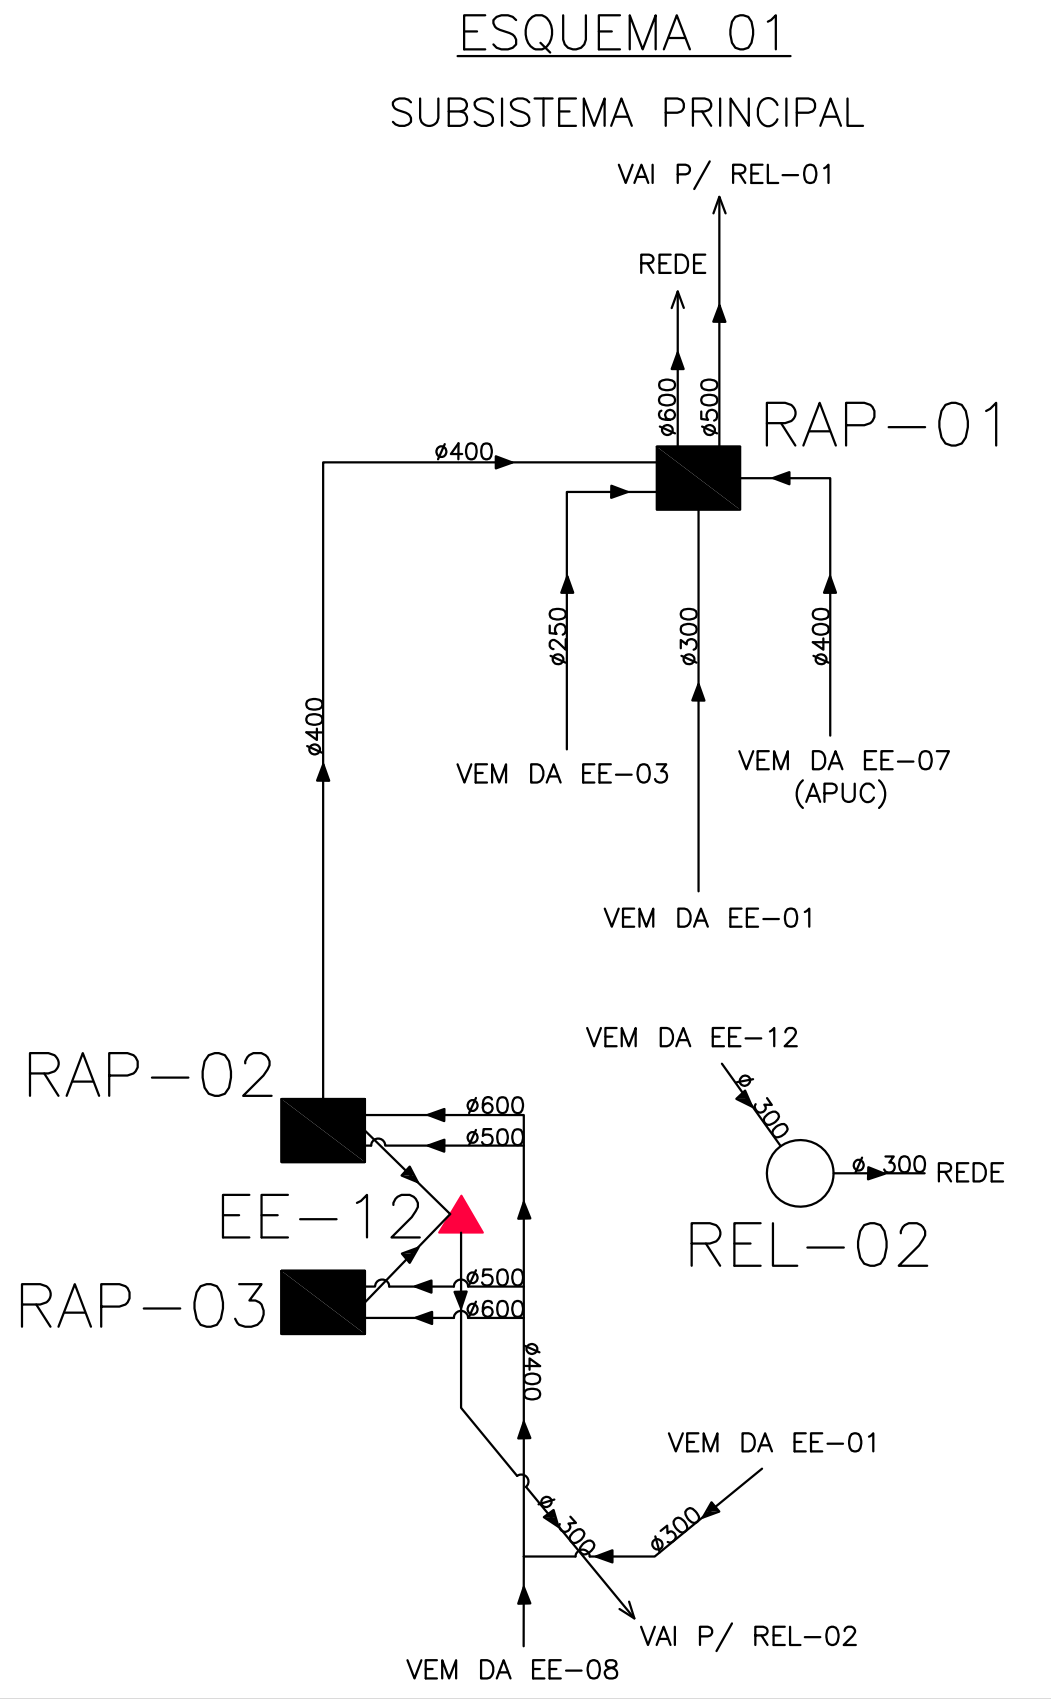 ESQUEMA 01
SUBSISTEMA PRINCIPAL
VAI P/ REL-01
REDE
ø600
ø500
RAP-01
ø400
ø250
ø300
ø400
ø400
VEM DA EE-03
VEM DA EE-07
(APUC)
VEM DA EE-01
VEM DA EE-12
RAP-02
ø600
ø500
ø 300
ø 300
REDE
EE-12
REL-02
RAP-03
ø500
ø600
ø400
VEM DA EE-01
ø 300
ø300
VAI P/ REL-02
VEM DA EE-08